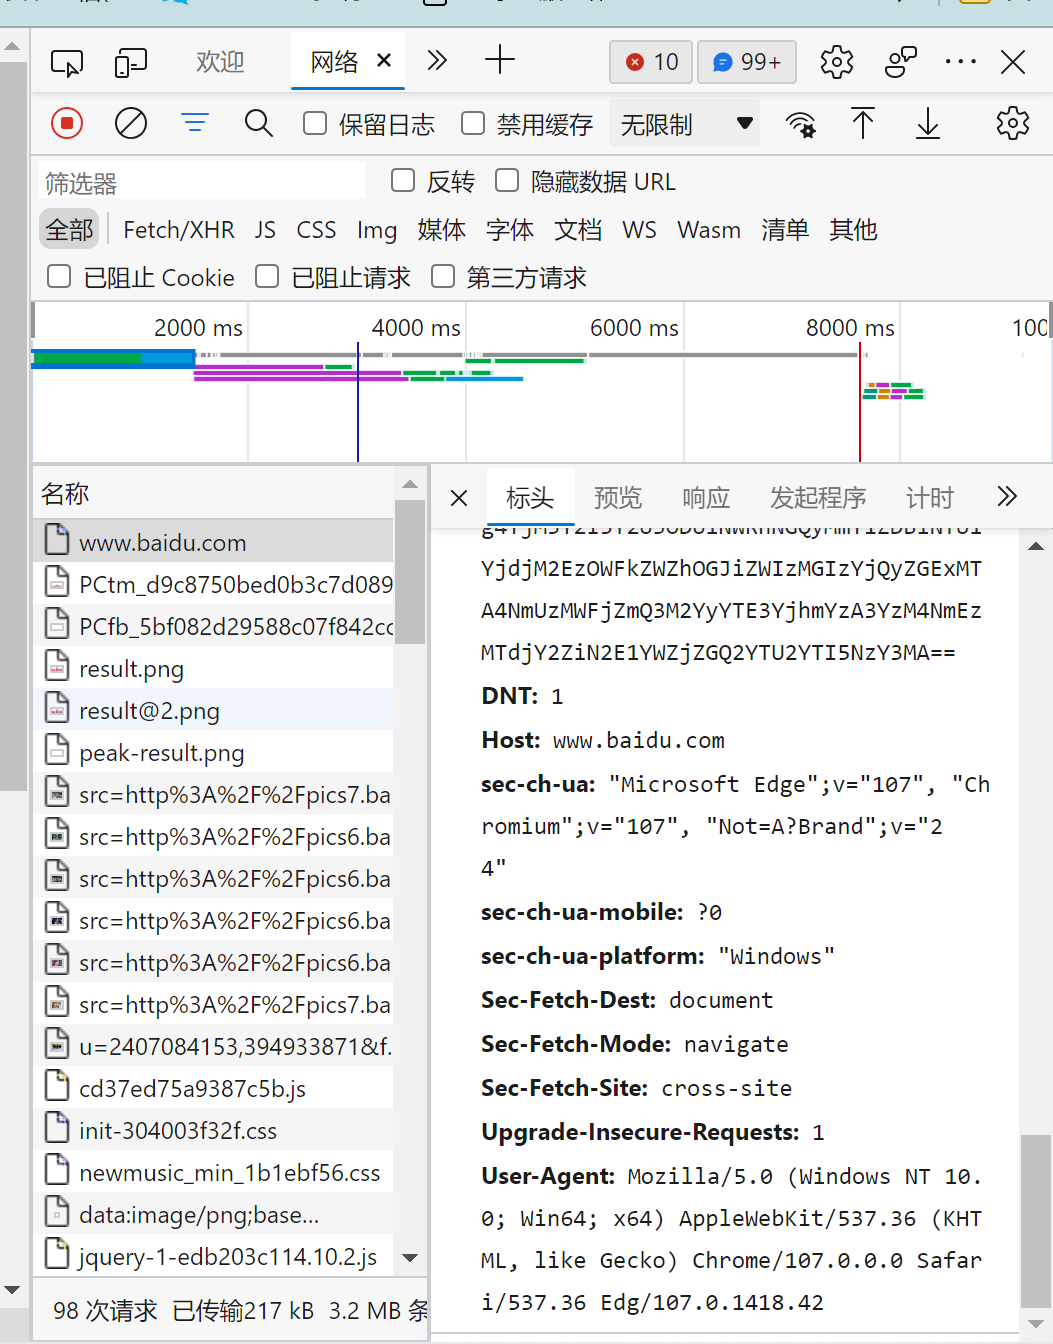 欢迎
网络
10
99+
保留日志
禁用缓存
无限制
筛选器
反转
隐藏数据 URL
全部
Fetch/XHR
JS
CSS
Img
媒体
字体
文档
WS
Wasm
清单
其他
已阻止 Cookie
已阻止请求
第三方请求
2000 ms
4000 ms
6000 ms
8000 ms
100
名称
www.baidu.com
PCtm_d9c8750bed0b3c7d089
PCfb_5bf082d29588c07f842cc
result.png
result@2.png
peak-result.png
src=http%3A%2F%2Fpics7.ba
src=http%3A%2F%2Fpics6.ba
src=http%3A%2F%2Fpics6.ba
src=http%3A%2F%2Fpics6.ba
src=http%3A%2F%2Fpics6.ba
src=http%3A%2F%2Fpics7.ba
u=2407084153,394933871&f.
cd37ed75a9387c5b.js
init-304003f32f.css
newmusic_min_1b1ebf56.css
data:image/png;base...
jquery-1-edb203c114.10.2.js
98 次请求
已传输217 kB
3.2 MB 条
标头
预览
响应
发起程序
计时
YjdjM2EzOWFkZWZhOGJiZWIzMGIzYjQyZGExMT
A4NmUzMWFjZmQ3M2YyYTE3YjhmYzA3YzM4NmEz
MTdjY2ZiN2E1YWZjZGQ2YTU2YTI5NzY3MA==
DNT: 1
Host: www.baidu.com
sec-ch-ua: "Microsoft Edge";v="107", "Ch
romium";v="107", "Not=A?Brand";v="2
4"
sec-ch-ua-mobile: ?0
sec-ch-ua-platform: "Windows"
Sec-Fetch-Dest: document
Sec-Fetch-Mode: navigate
Sec-Fetch-Site: cross-site
Upgrade-Insecure-Requests: 1
User-Agent: Mozilla/5.0 (Windows NT 10.
0; Win64; x64) AppleWebKit/537.36 (KHT
ML, like Gecko) Chrome/107.0.0.0 Safar
i/537.36 Edg/107.0.1418.42